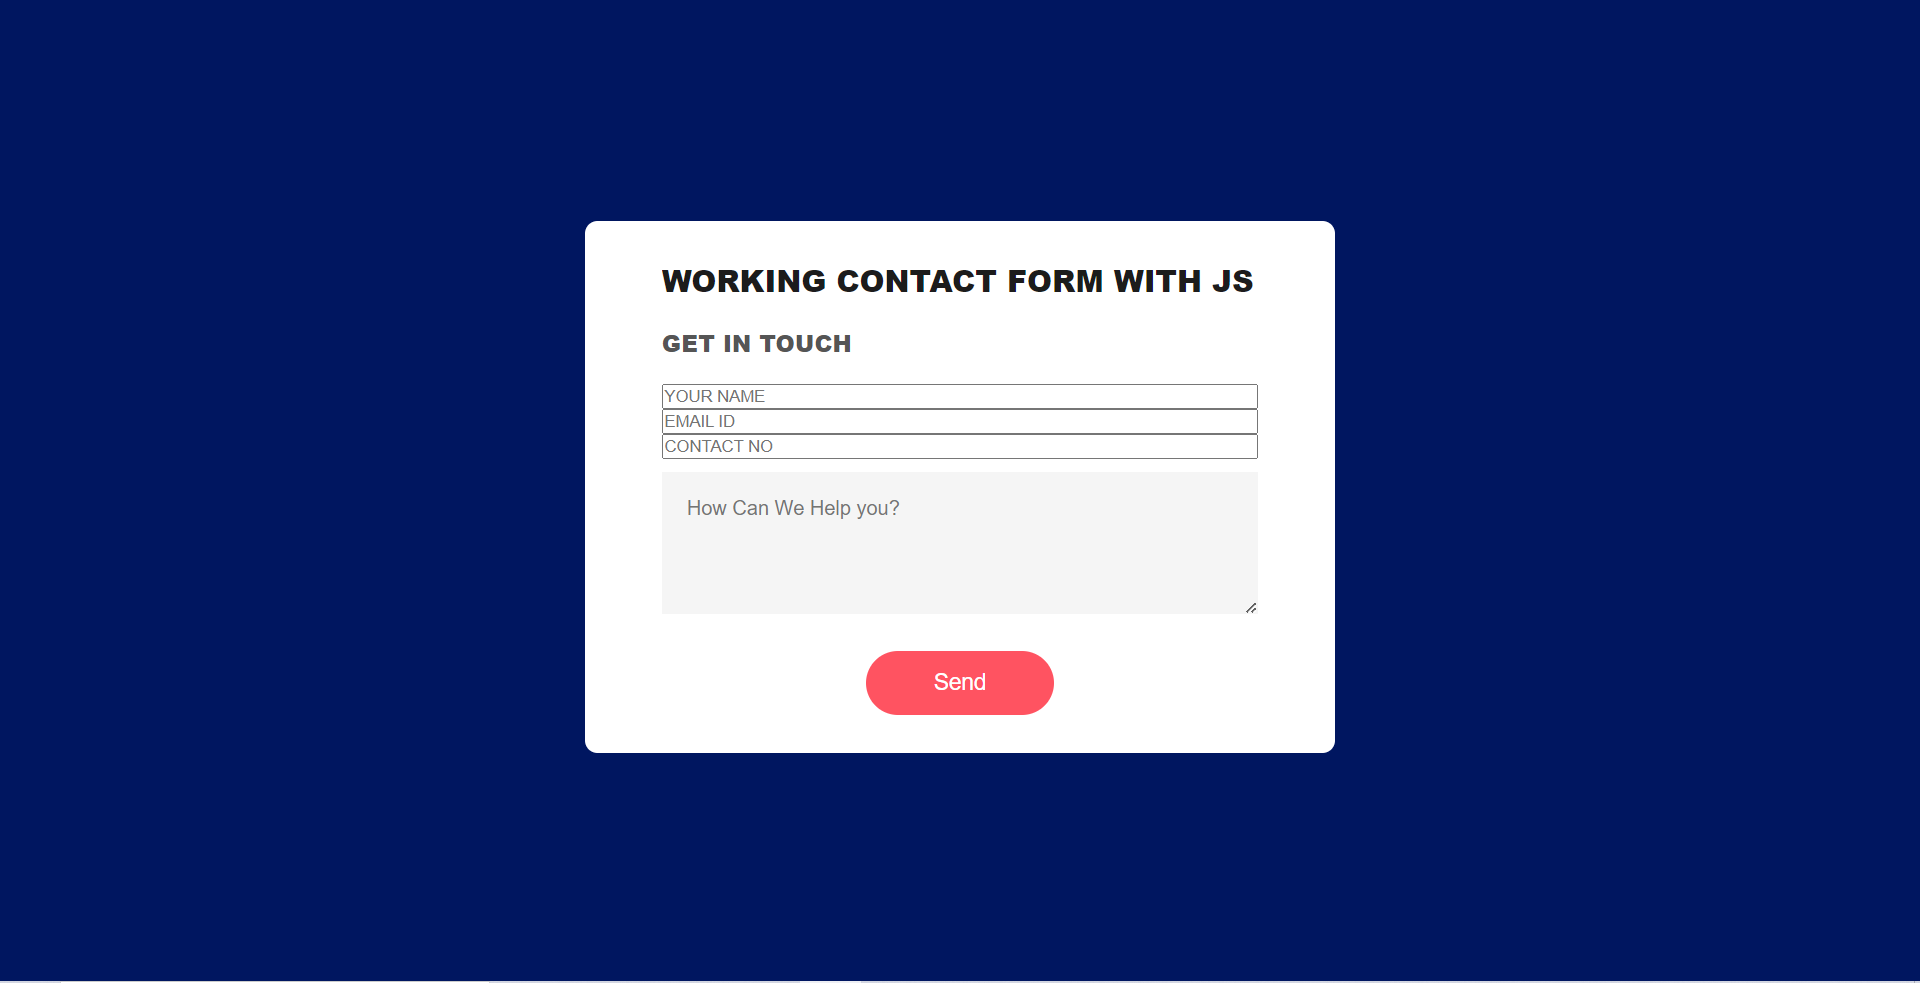 WORKING CONTACT FORM WITH JS
GET IN TOUCH
YOUR NAME
EMAIL ID
CONTACT NO
How Can We Help you?
Send